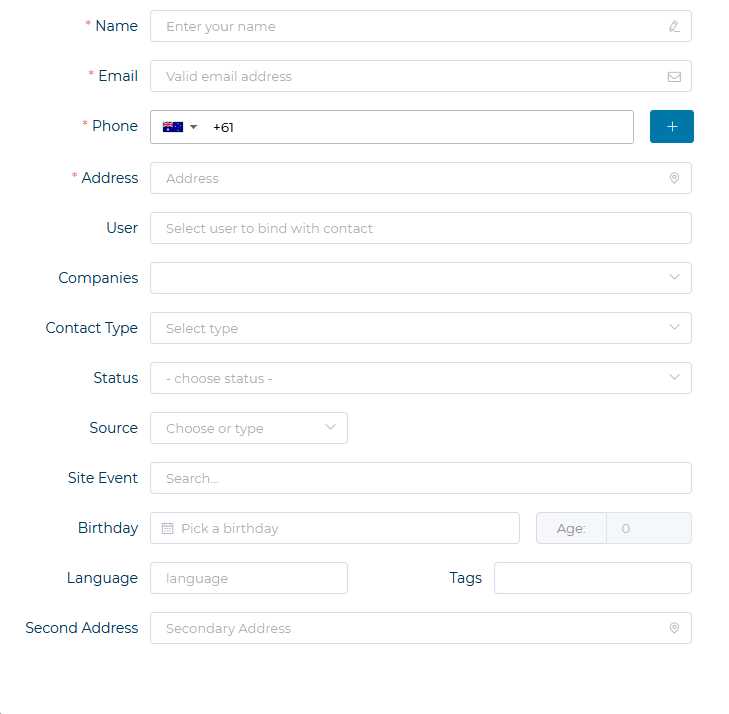 * Name Enter your name
* Email Valid email address
* Phone +61 +
* Address Address
User Select user to bind with contact
Companies
Contact Type Select type
Status - choose status -
Source Choose or type
Site Event Search...
Birthday Pick a birthday Age: 0
Language language Tags
Second Address Secondary Address